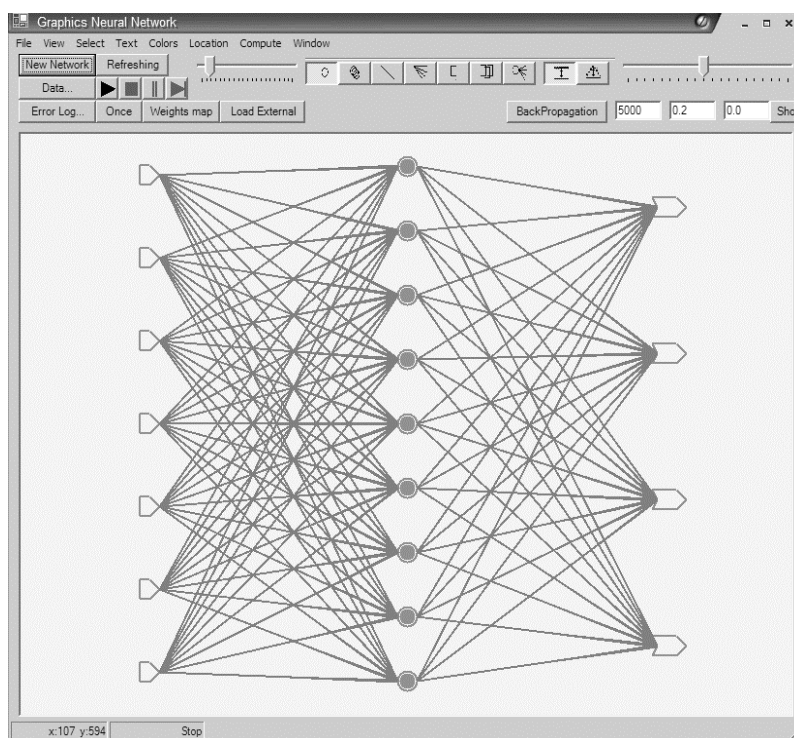 Graphics Neural Network
File View Select Text Colors Location Compute Window
New Network Refreshing
Data...
Error Log... Once Weights map Load External BackPropagation 5000 0.2 0.0 Sho
x:107 y:594 Stop